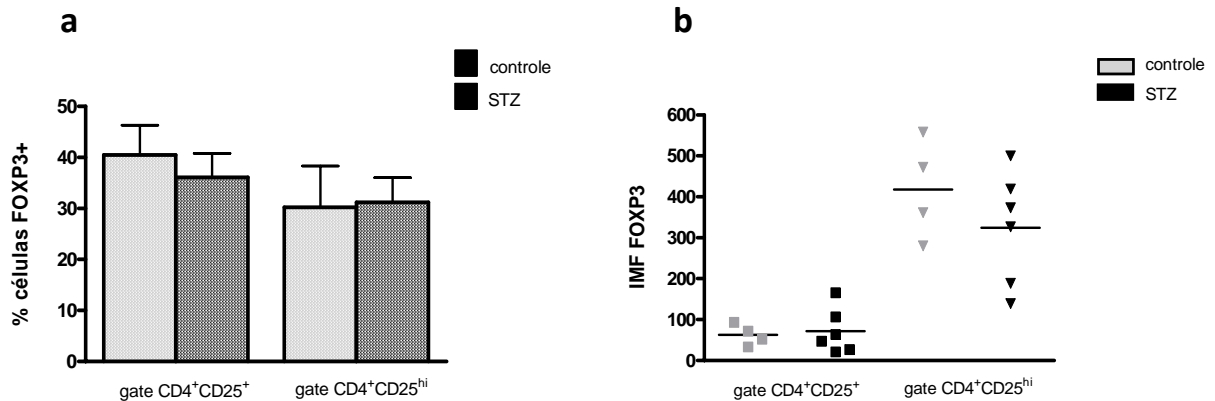 a
controle
STZ
% células FOXP3+
50
40
30
20
10
0
gate CD4⁺CD25⁺
gate CD4⁺CD25ʰⁱ
b
controle
STZ
IMF FOXP3
600
500
400
300
200
100
0
gate CD4⁺CD25⁺
gate CD4⁺CD25ʰⁱ